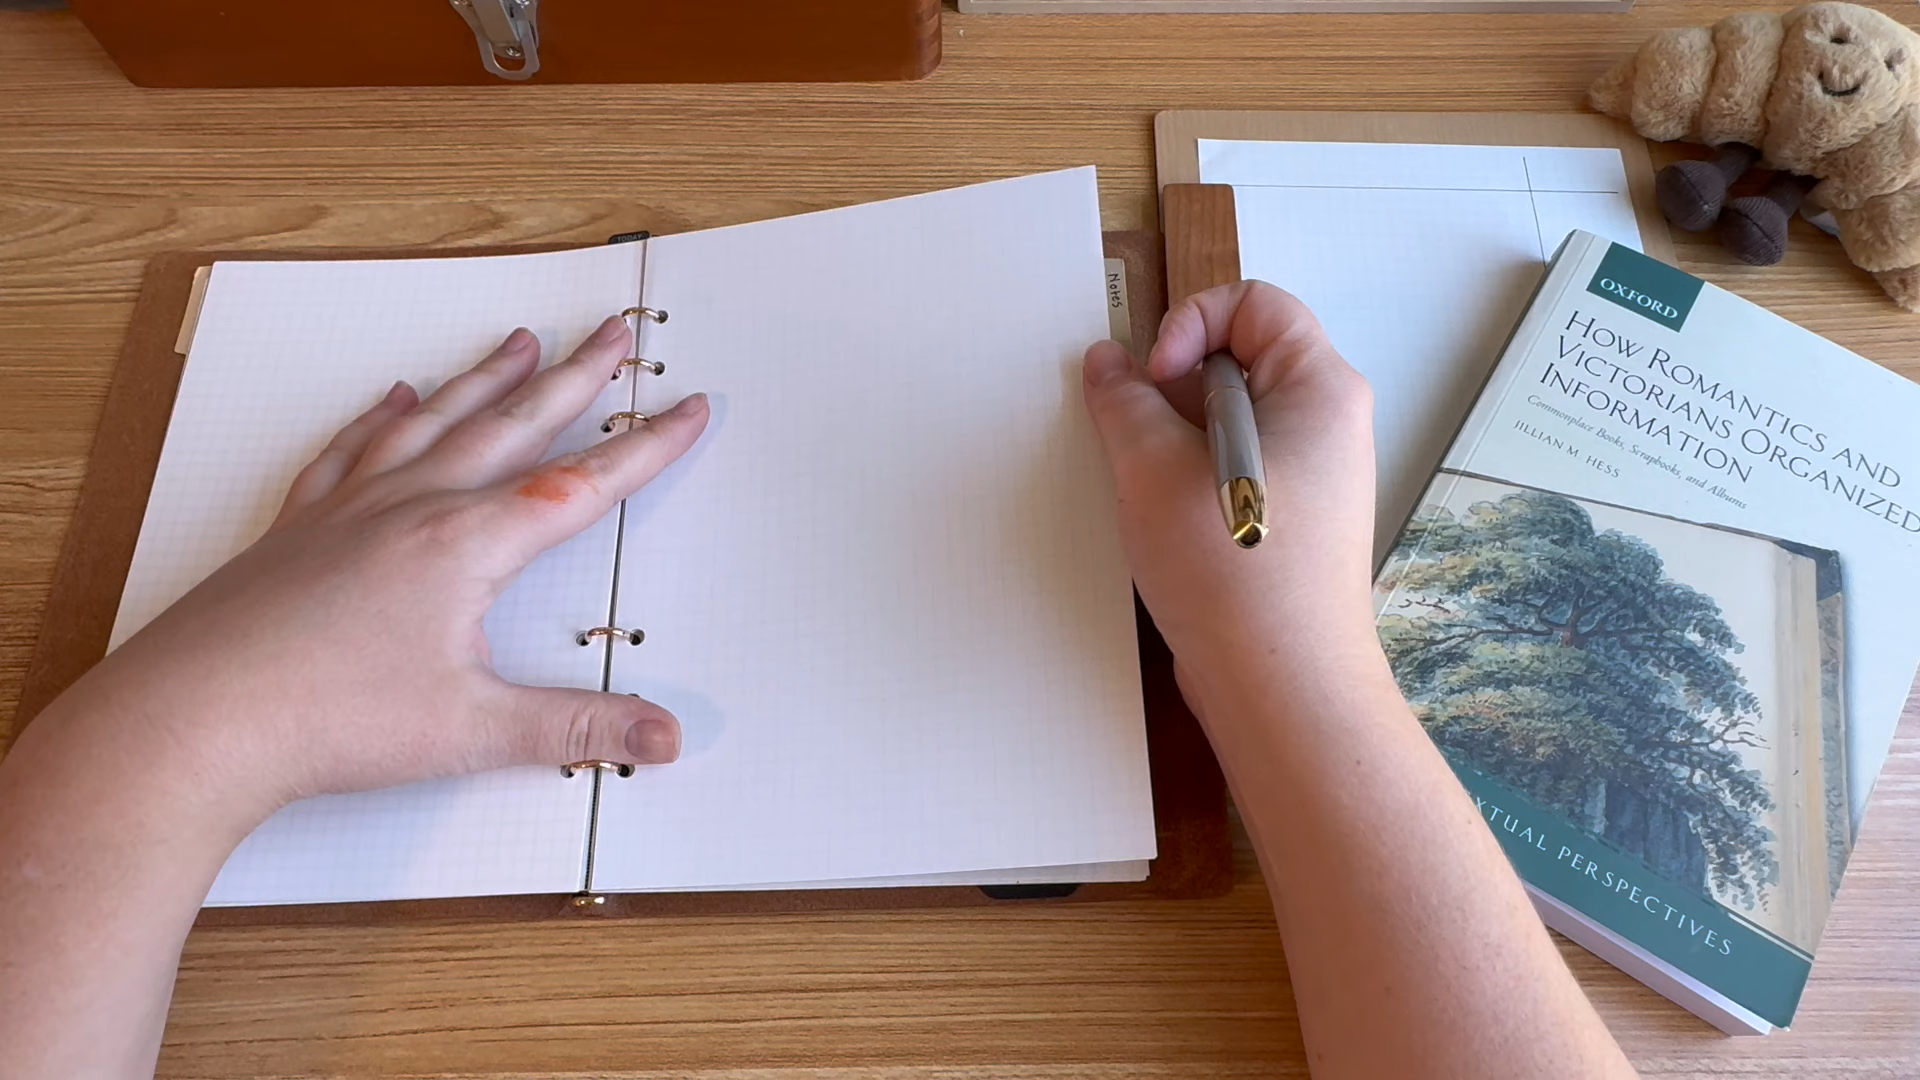 TODAY
Notes
OXFORD
HOW ROMANTICS AND
VICTORIANS ORGANIZED
INFORMATION
Commonplace Books, Scrapbooks, and Albums
JILLIAN M. HESS
XTUAL PERSPECTIVES